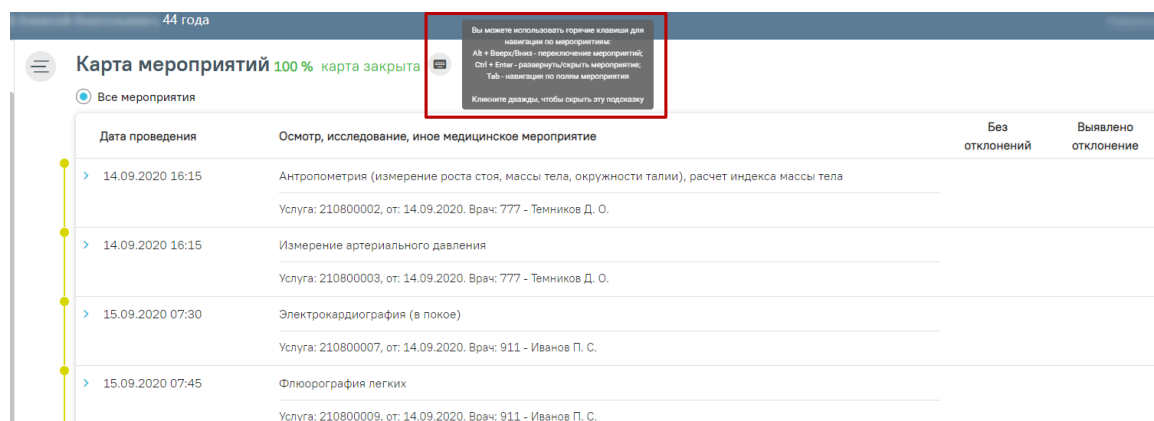 44 года
Вы можете использовать горячие клавиши для
навигации по мероприятиям:
Alt + Вверх/Вниз - переключение мероприятий;
Ctrl + Enter - развернуть/скрыть мероприятие;
Tab - навигация по полям мероприятия
Кликните дважды, чтобы скрыть эту подсказку
Карта мероприятий 100 % карта закрыта
Все мероприятия
Дата проведения Осмотр, исследование, иное медицинское мероприятие Без отклонений Выявлено отклонение
14.09.2020 16:15 Антропометрия (измерение роста стоя, массы тела, окружности талии), расчет индекса массы тела
Услуга: 210800002, от: 14.09.2020. Врач: 777 - Темников Д. О.
14.09.2020 16:15 Измерение артериального давления
Услуга: 210800003, от: 14.09.2020. Врач: 777 - Темников Д. О.
15.09.2020 07:30 Электрокардиография (в покое)
Услуга: 210800007, от: 14.09.2020. Врач: 911 - Иванов П. С.
15.09.2020 07:45 Флюорография легких
Услуга: 210800009, от: 14.09.2020. Врач: 911 - Иванов П. С.